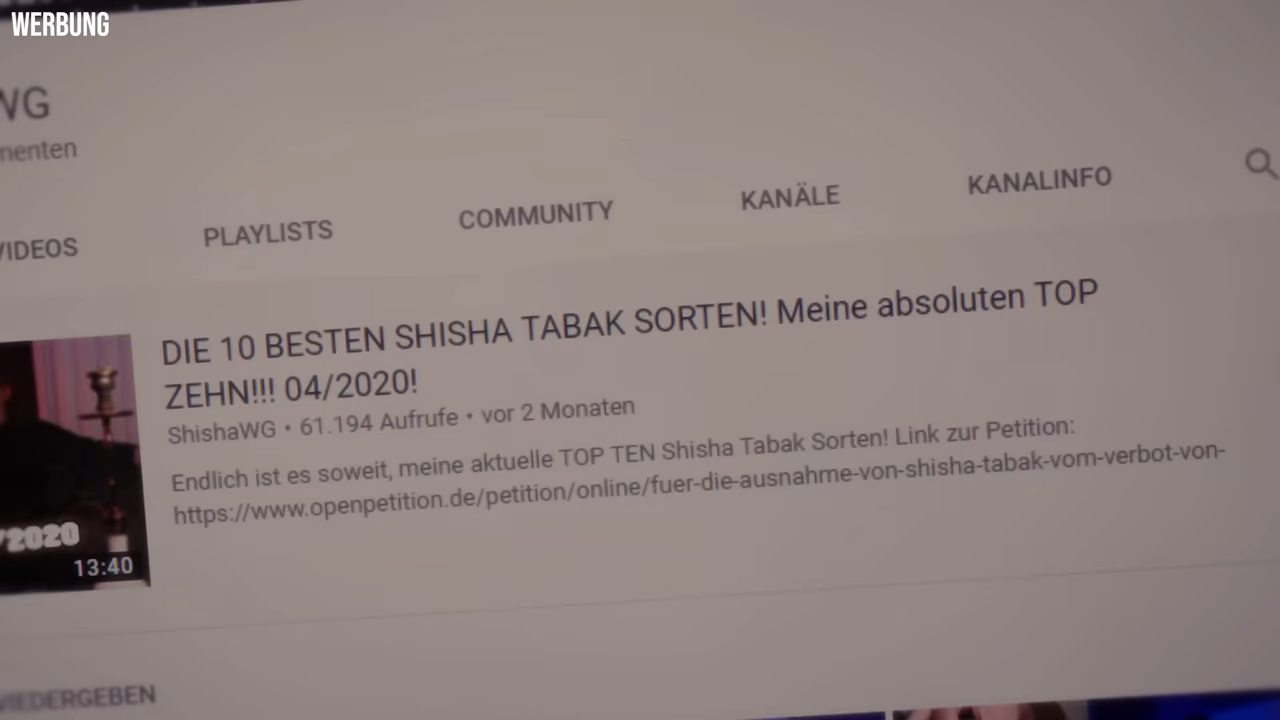 WERBUNG
WG
menten
VIDEOS
PLAYLISTS
COMMUNITY
KANÄLE
KANALINFO
DIE 10 BESTEN SHISHA TABAK SORTEN! Meine absoluten TOP
ZEHN!!! 04/2020!
ShishaWG • 61.194 Aufrufe • vor 2 Monaten
Endlich ist es soweit, meine aktuelle TOP TEN Shisha Tabak Sorten! Link zur Petition:
https://www.openpetition.de/petition/online/fuer-die-ausnahme-von-shisha-tabak-vom-verbot-von-
/2020
13:40
WIEDERGEBEN